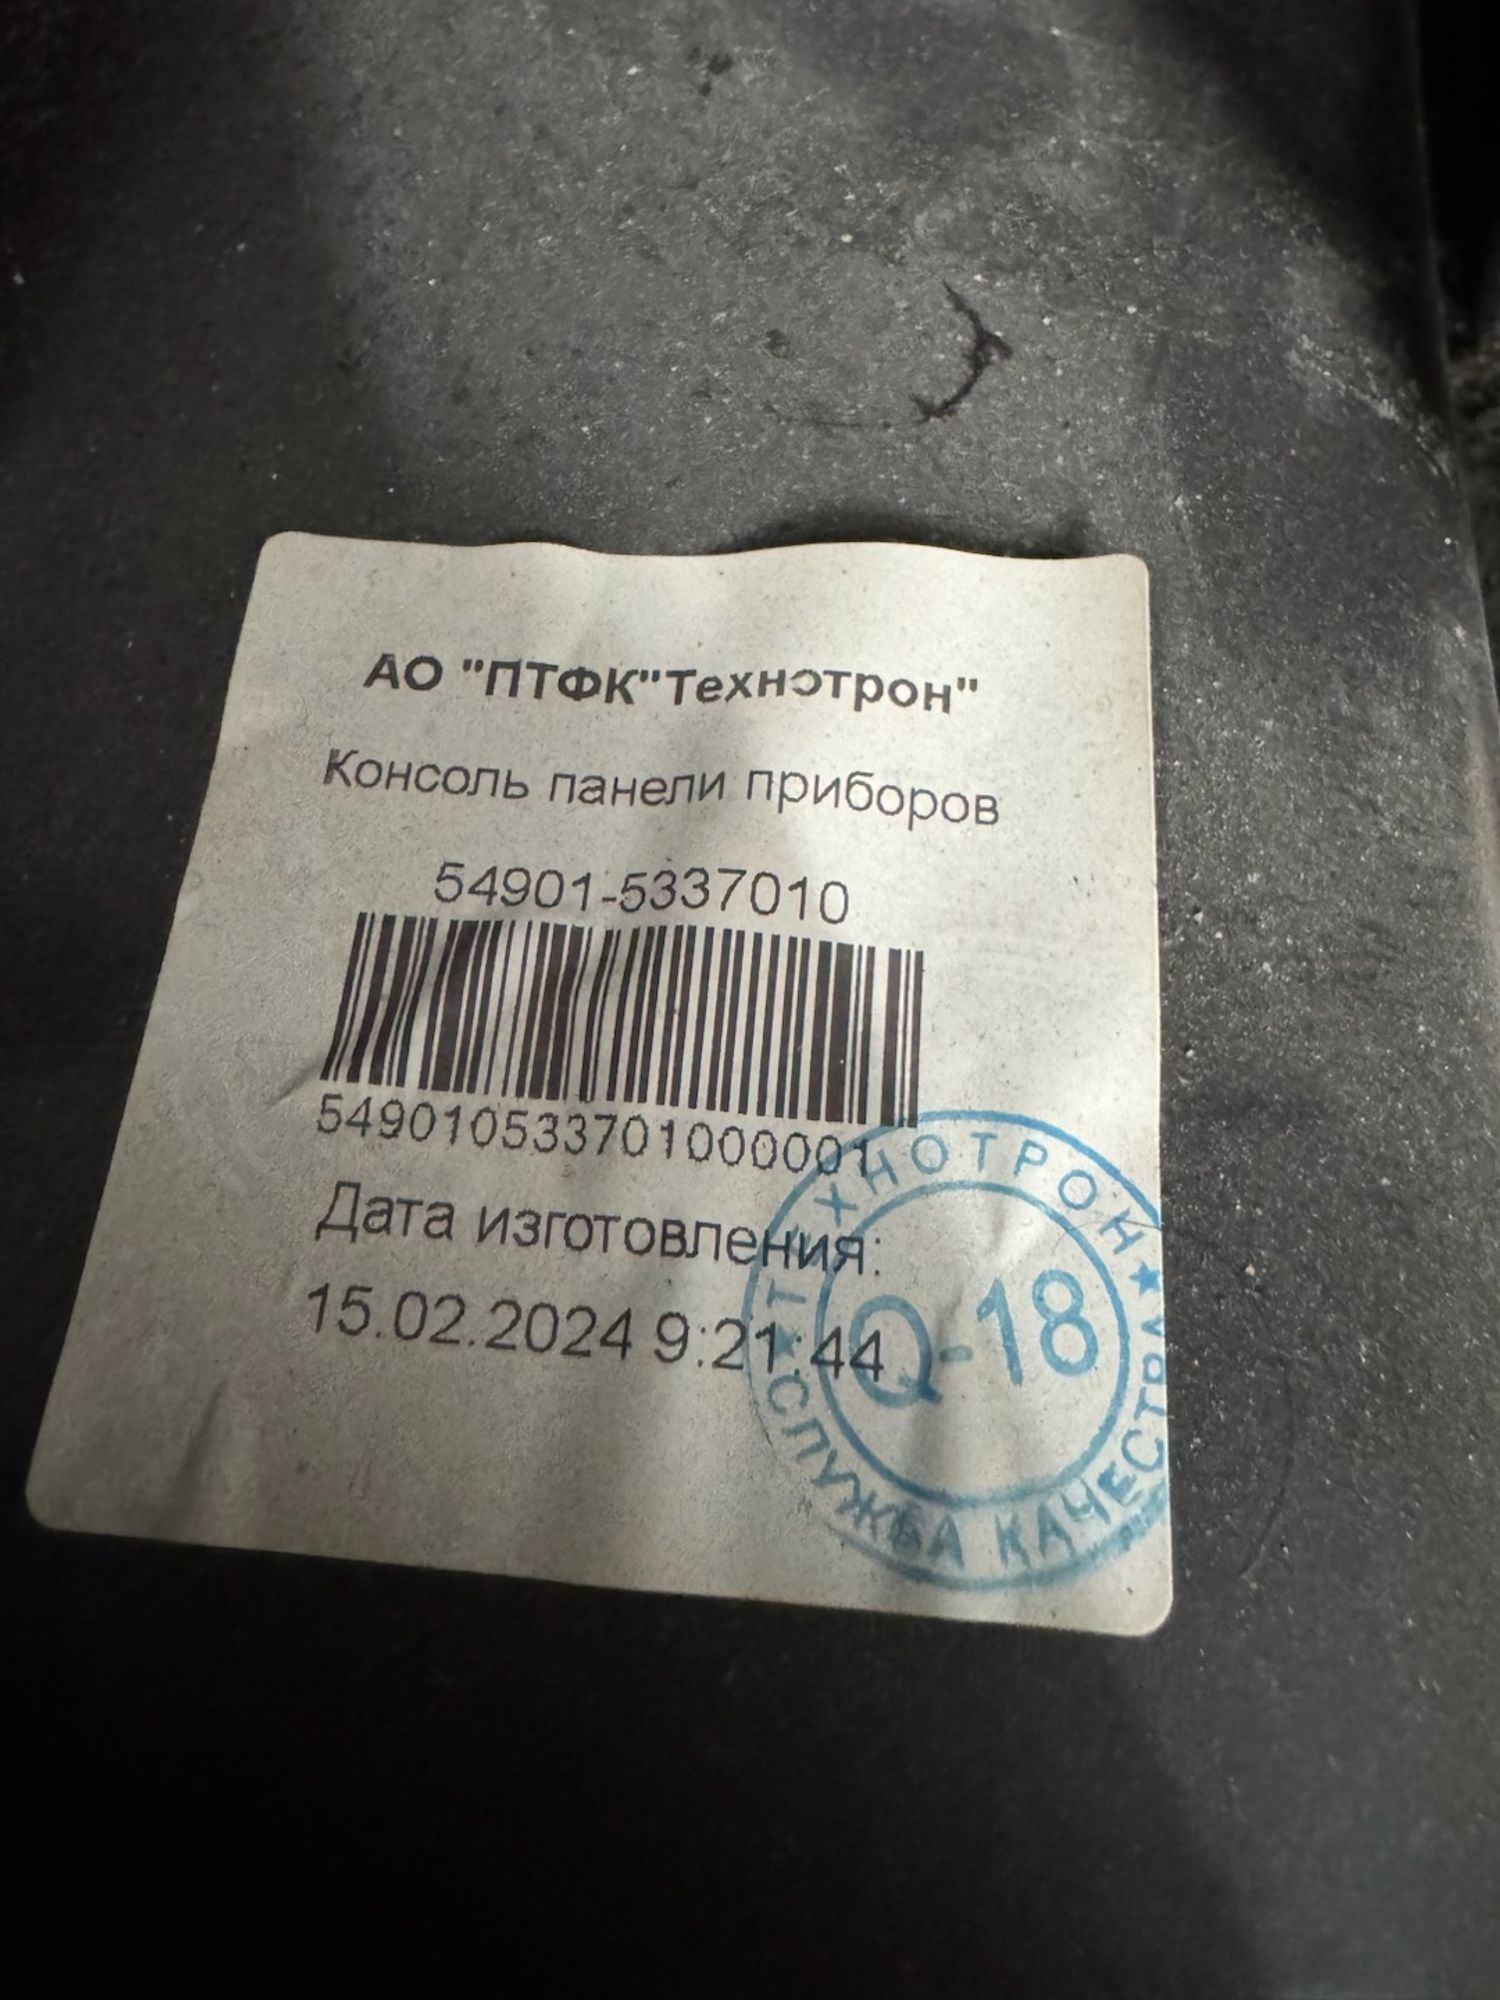 АО "ПТФК"Технотрон"
Консоль панели приборов
54901-5337010
549010533701000001
Дата изготовления:
15.02.2024 9:21:44
ТЕХНОТРОН
Q-18
СЛУЖБА КАЧЕСТВА